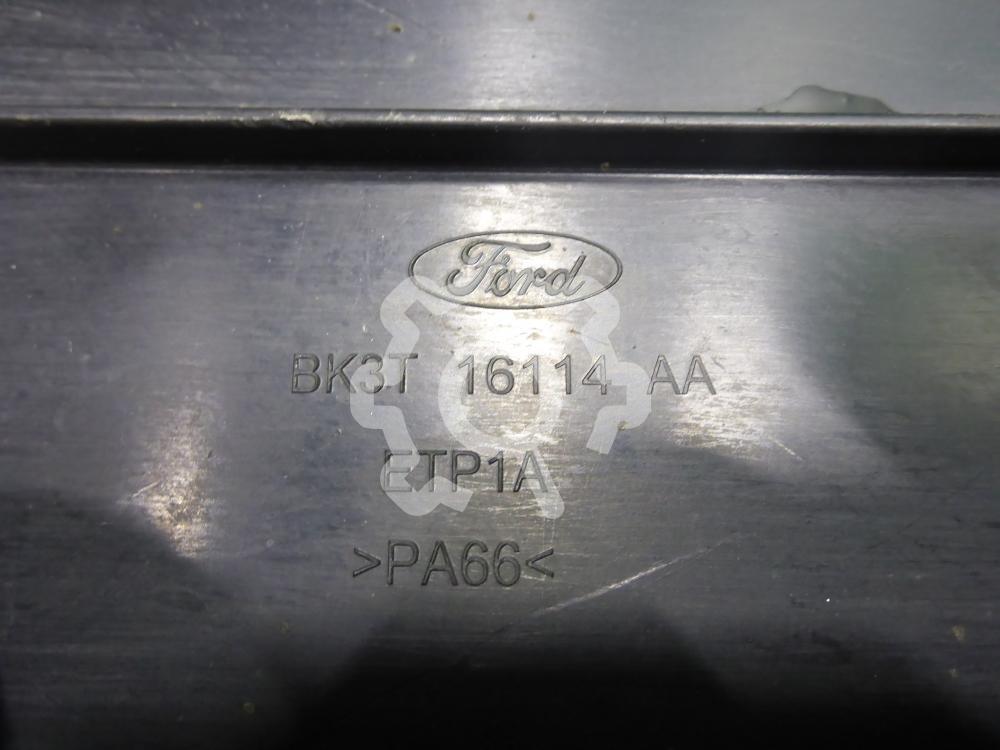 Ford
BK3T 16114 AA
ETP1A
>PA66<